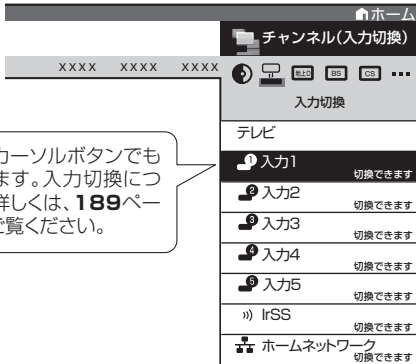 ホーム
チャンネル(入力切換)
xxxx xxxx xxxx
地上D BS CS
入力切換
テレビ
1 入力1
切換できます
2 入力2
切換できます
3 入力3
切換できます
4 入力4
切換できます
5 入力5
切換できます
IrSS
切換できます
ホームネットワーク
切換できます
カーソルボタンでも
ます。入力切換につ
詳しくは、189ペー
ご覧ください。